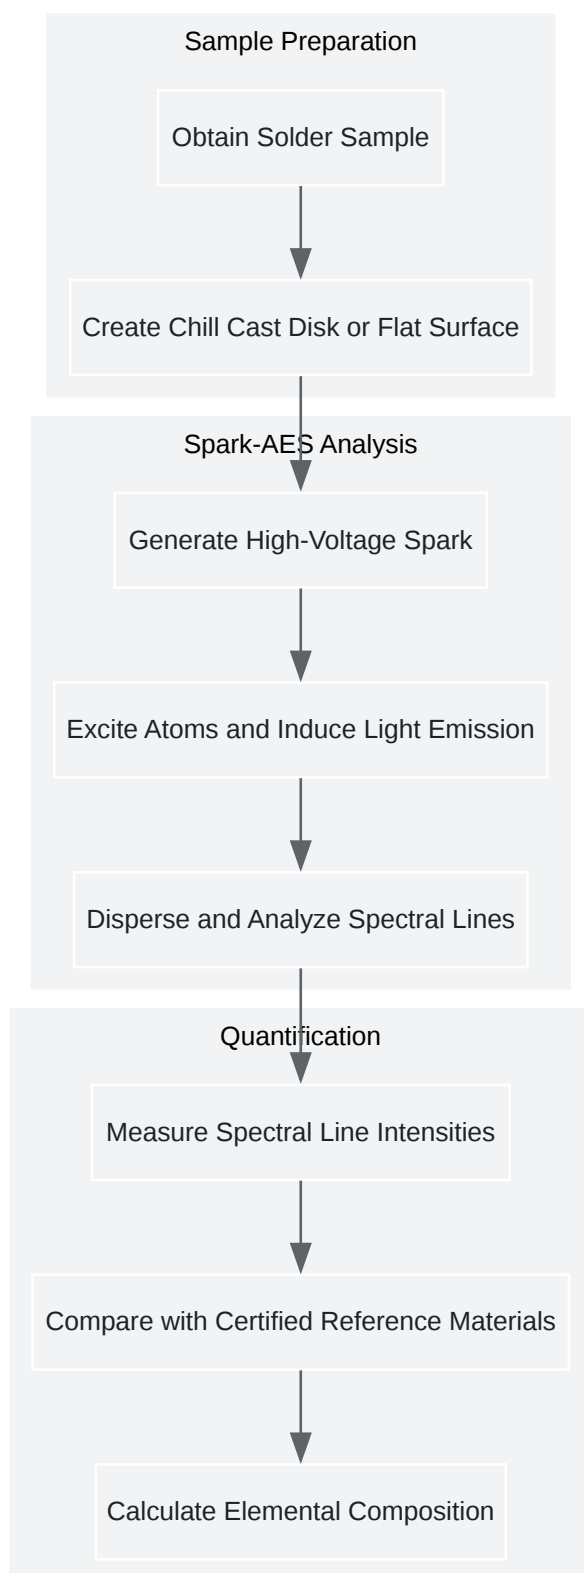 Sample Preparation
Obtain Solder Sample
Create Chill Cast Disk or Flat Surface
Spark-AES Analysis
Generate High-Voltage Spark
Excite Atoms and Induce Light Emission
Disperse and Analyze Spectral Lines
Quantification
Measure Spectral Line Intensities
Compare with Certified Reference Materials
Calculate Elemental Composition